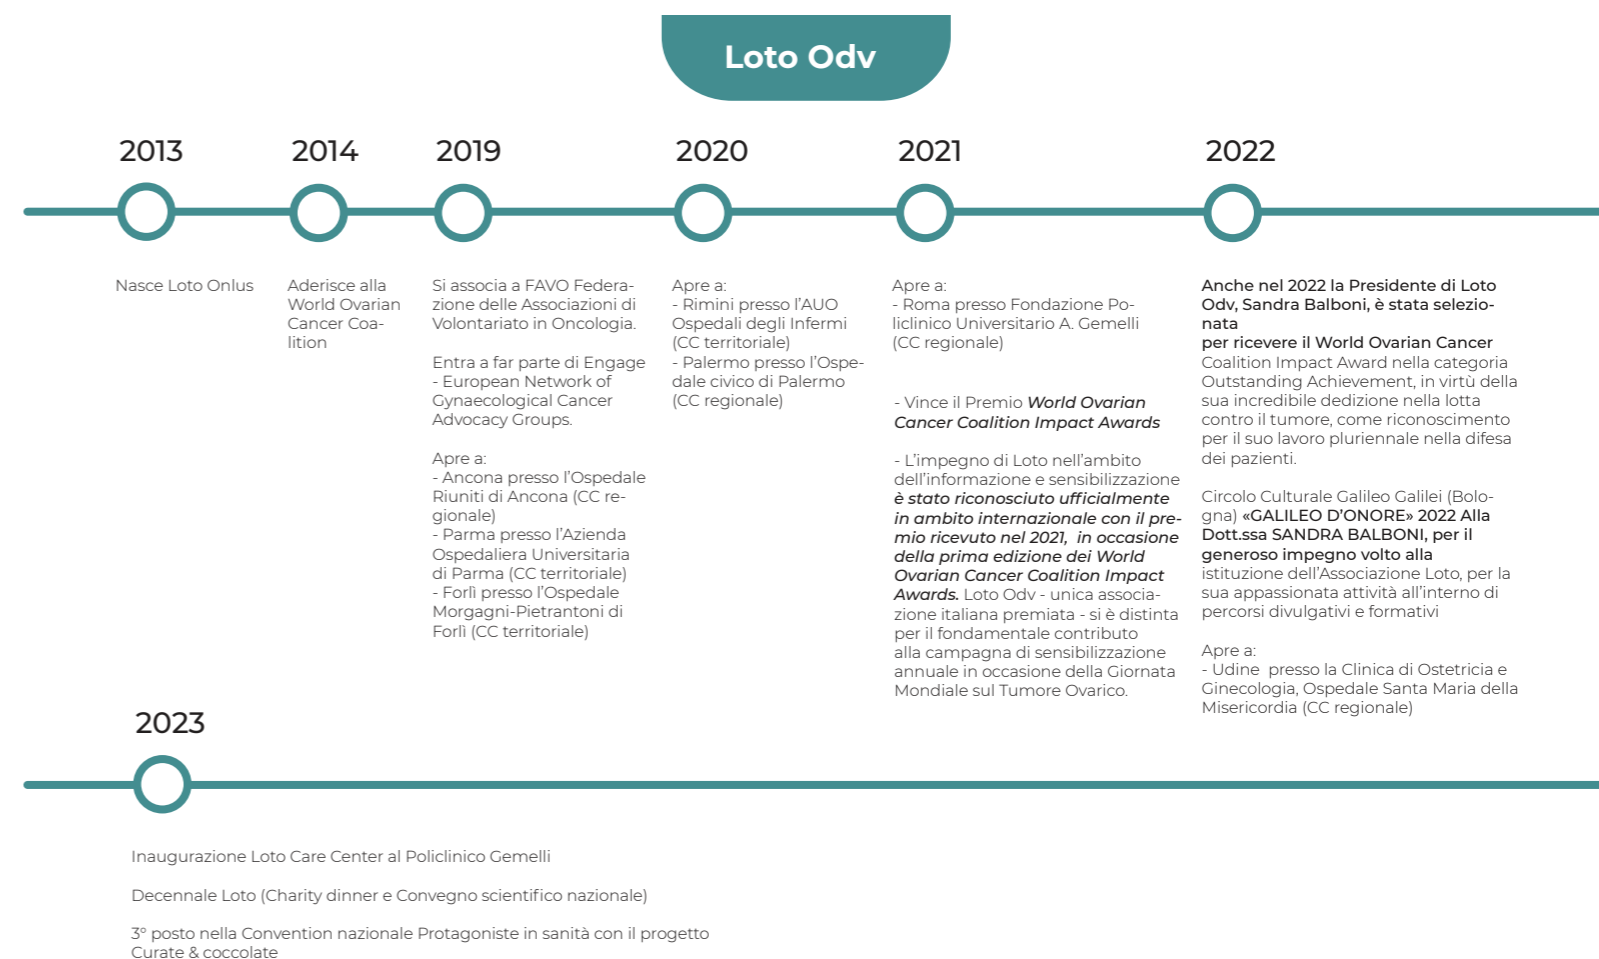 Loto Odv
2013
Nasce Loto Onlus
2014
Aderisce alla
World Ovarian
Cancer Coa-
lition
2019
Si associa a FAVO Federa-
zione delle Associazioni di
Volontariato in Oncologia.
Entra a far parte di Engage
- European Network of
Gynaecological Cancer
Advocacy Groups.
Apre a:
- Ancona presso l'Ospedale
Riuniti di Ancona (CC re-
gionale)
- Parma presso l'Azienda
Ospedaliera Universitaria
di Parma (CC territoriale)
- Forlì presso l'Ospedale
Morgagni-Pietrantoni di
Forlì (CC territoriale)
2020
Apre a:
- Rimini presso l'AUO
Ospedali degli Infermi
(CC territoriale)
- Palermo presso l'Ospe-
dale civico di Palermo
(CC regionale)
2021
Apre a:
- Roma presso Fondazione Po-
liclinico Universitario A. Gemelli
(CC regionale)
- Vince il Premio World Ovarian
Cancer Coalition Impact Awards
- L'impegno di Loto nell'ambito
dell'informazione e sensibilizzazione
è stato riconosciuto ufficialmente
in ambito internazionale con il pre-
mio ricevuto nel 2021,  in occasione
della prima edizione dei World
Ovarian Cancer Coalition Impact
Awards. Loto Odv - unica associa-
zione italiana premiata - si è distinta
per il fondamentale contributo
alla campagna di sensibilizzazione
annuale in occasione della Giornata
Mondiale sul Tumore Ovarico.
2022
Anche nel 2022 la Presidente di Loto
Odv, Sandra Balboni, è stata selezio-
nata
per ricevere il World Ovarian Cancer
Coalition Impact Award nella categoria
Outstanding Achievement, in virtù della
sua incredibile dedizione nella lotta
contro il tumore, come riconoscimento
per il suo lavoro pluriennale nella difesa
dei pazienti.
Circolo Culturale Galileo Galilei (Bolo-
gna) «GALILEO D'ONORE» 2022 Alla
Dott.ssa SANDRA BALBONI, per il
generoso impegno volto alla
istituzione dell'Associazione Loto, per la
sua appassionata attività all'interno di
percorsi divulgativi e formativi
Apre a:
- Udine  presso la Clinica di Ostetricia e
Ginecologia, Ospedale Santa Maria della
Misericordia (CC regionale)
2023
Inaugurazione Loto Care Center al Policlinico Gemelli
Decennale Loto (Charity dinner e Convegno scientifico nazionale)
3° posto nella Convention nazionale Protagoniste in sanità con il progetto
Curate & coccolate